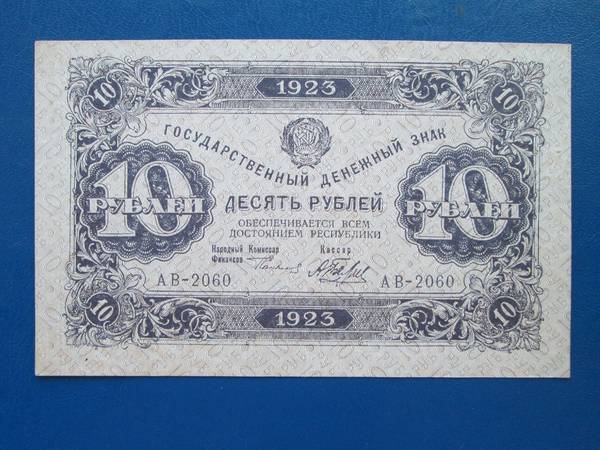 1923
10
10
ГОСУДАРСТВЕННЫЙ ДЕНЕЖНЫЙ ЗНАК
10
РУБЛЕЙ
ДЕСЯТЬ РУБЛЕЙ
10
РУБЛЕЙ
ОБЕСПЕЧИВАЕТСЯ ВСЕМ
ДОСТОЯНИЕМ РЕСПУБЛИКИ
Народный Комиссар
Финансов
Кассир
АВ-2060
АВ-2060
10
1923
10